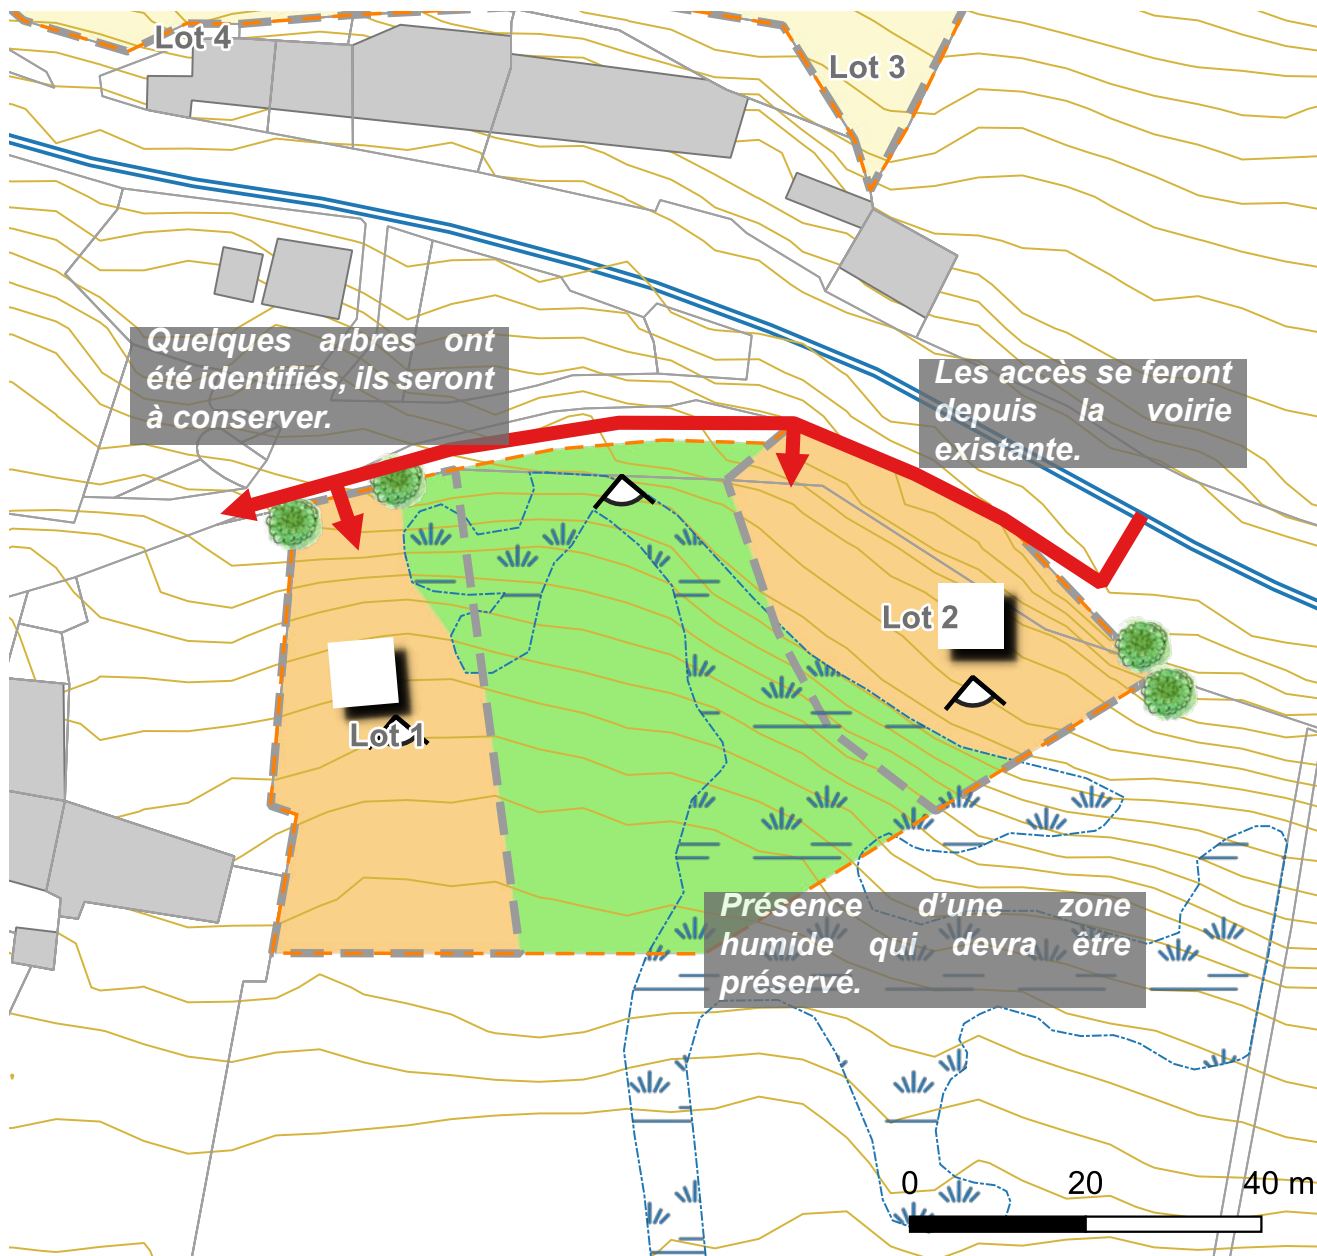 Lot 4
Lot 3
Quelques arbres ont
été identifiés, ils seront
à conserver.
Les accès se feront
depuis la voirie
existante.
Lot 2
Lot 1
Présence d’une zone
humide qui devra être
préservé.
0 20 40 m